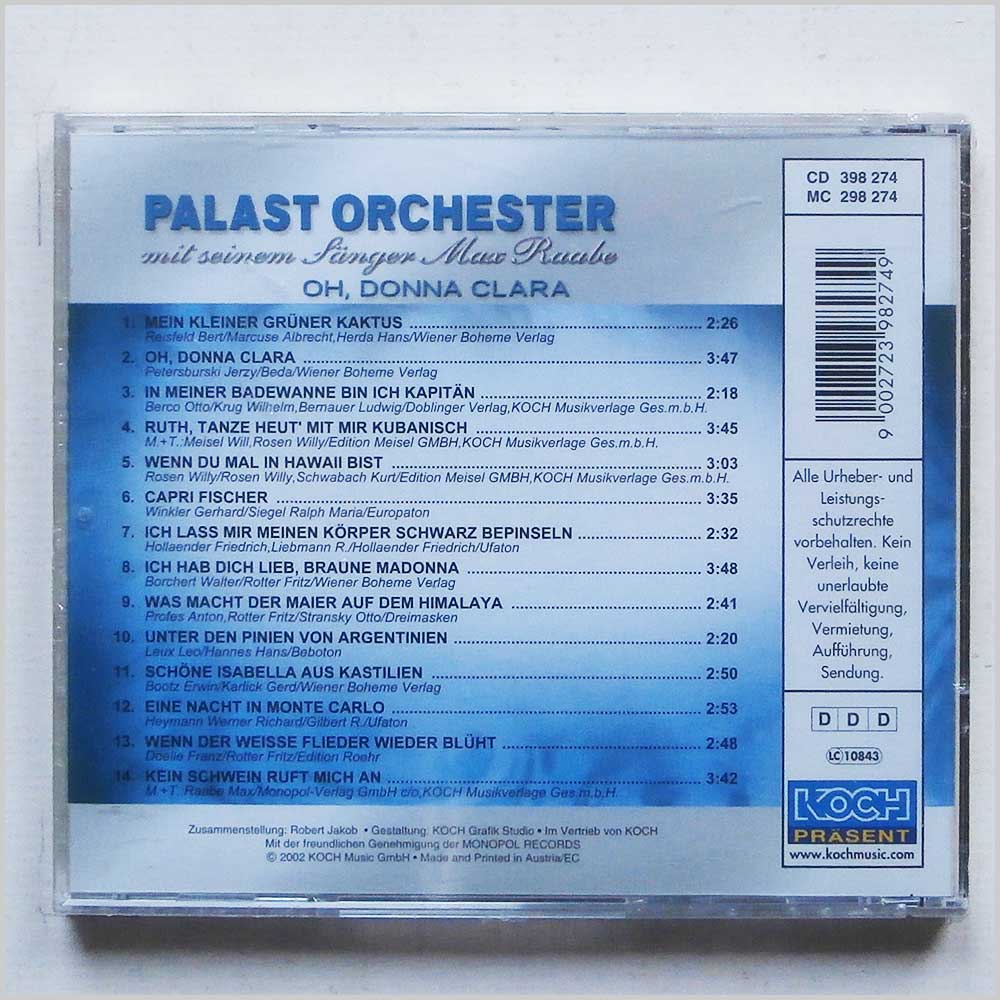 PALAST ORCHESTER
mit seinem Sänger Max Raabe
OH, DONNA CLARA
1. MEIN KLEINER GRÜNER KAKTUS 2:26
Reisfeld Bert/Marcuse Albrecht,Herda Hans/Wiener Boheme Verlag
2. OH, DONNA CLARA 3:47
Petersburski Jerzy/Beda/Wiener Boheme Verlag
3. IN MEINER BADEWANNE BIN ICH KAPITÄN 2:18
Berco Otto/Krug Wilhelm,Bernauer Ludwig/Doblinger Verlag,KOCH Musikverlage Ges.m.b.H.
4. RUTH, TANZE HEUT' MIT MIR KUBANISCH 3:45
M.+T.: Meisel Will,Rosen Willy/Edition Meisel GMBH,KOCH Musikverlage Ges.m.b.H.
5. WENN DU MAL IN HAWAII BIST 3:03
Rosen Willy/Rosen Willy,Schwabach Kurt/Edition Meisel GMBH,KOCH Musikverlage Ges.m.b.H.
6. CAPRI FISCHER 3:35
Winkler Gerhard/Siegel Ralph Maria/Europaton
7. ICH LASS MIR MEINEN KÖRPER SCHWARZ BEPINSELN 2:32
Hollaender Friedrich,Liebmann R./Hollaender Friedrich/Ufaton
8. ICH HAB DICH LIEB, BRAUNE MADONNA 3:48
Borchert Walter/Rotter Fritz/Wiener Boheme Verlag
9. WAS MACHT DER MAIER AUF DEM HIMALAYA 2:41
Profes Anton,Rotter Fritz/Stransky Otto/Dreimasken
10. UNTER DEN PINIEN VON ARGENTINIEN 2:20
Leux Leo/Hannes Hans/Beboton
11. SCHÖNE ISABELLA AUS KASTILIEN 2:50
Bootz Erwin/Karlick Gerd/Wiener Boheme Verlag
12. EINE NACHT IN MONTE CARLO 2:53
Heymann Werner Richard/Gilbert R./Ufaton
13. WENN DER WEISSE FLIEDER WIEDER BLÜHT 2:48
Doelle Franz/Rotter Fritz/Edition Roehr
14. KEIN SCHWEIN RUFT MICH AN 3:42
M.+T. Raabe Max/Monopol-Verlag GmbH c/o,KOCH Musikverlage Ges.m.b.H.
Zusammenstellung: Robert Jakob • Gestaltung: KOCH Grafik Studio • Im Vertrieb von KOCH
Mit der freundlichen Genehmigung der MONOPOL RECORDS
© 2002 KOCH Music GmbH • Made and Printed in Austria/EC
CD 398 274
MC 298 274
9 002723 982749
Alle Urheber- und
Leistungs-
schutzrechte
vorbehalten. Kein
Verleih, keine
unerlaubte
Vervielfältigung,
Vermietung,
Aufführung,
Sendung.
D D D
LC 10843
KOCH
PRÄSENT
www.kochmusic.com